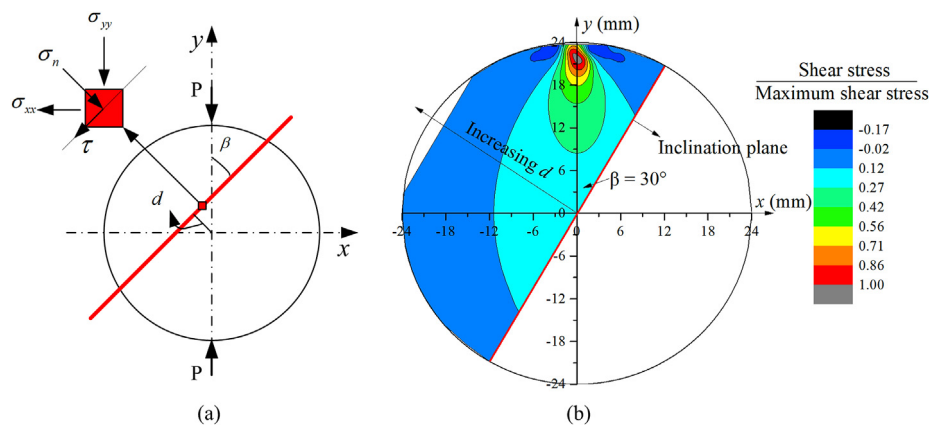 σyy
σn
σxx
τ
y
P
β
d
x
P
(a)
y (mm)
24
18
12
6
0
-6
-12
-18
-24
-24 -18 -12 -6 0 6 12 18 24
x (mm)
Increasing d
Inclination plane
β = 30°
(b)
Shear stress
Maximum shear stress
-0.17
-0.02
0.12
0.27
0.42
0.56
0.71
0.86
1.00